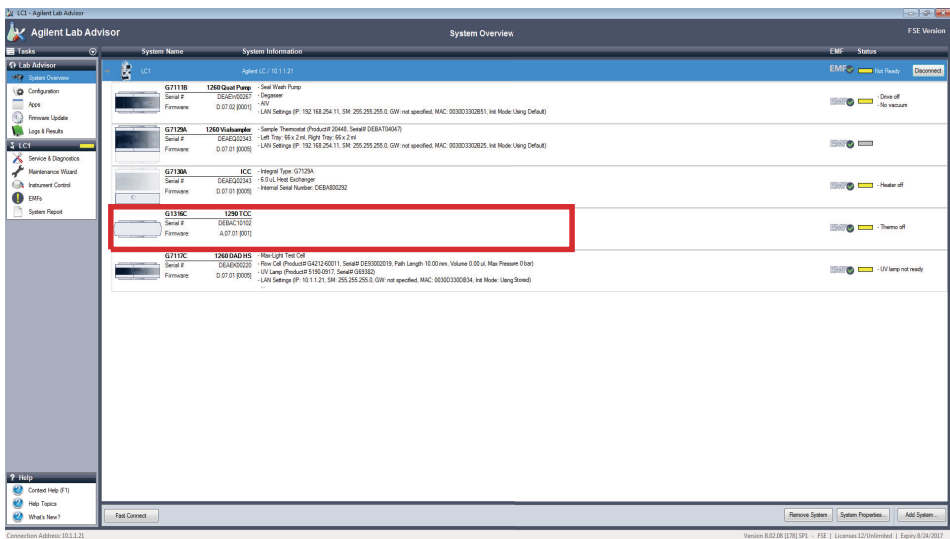 LC1 - Agilent Lab Advisor
Agilent Lab Advisor
System Overview
FSE Version
Tasks
System Name System Information EMF Status
Lab Advisor
System Overview
Configuration
Apps
Firmware Update
Logs & Results
LC1
Service & Diagnostics
Maintenance Wizard
Instrument Control
EMFs
System Report
LC1 Agilent LC / 10.1.1.21 EMF Not Ready Disconnect
G7111B 1260 Quat Pump - Seal Wash Pump
Serial # DEAEW00267 - Degasser
Firmware: D.07.02 [0001] - AIV
- LAN Settings (IP: 192.168.254.11, SM: 255.255.255.0, GW: not specified, MAC: 0030D3302B51, Init Mode: Using Default)
EMF - Drive off
- No vacuum
G7129A 1260 Vialsampler - Sample Thermostat (Product# 20448, Serial# DEBAT04047)
Serial # DEAEQ02343 - Left Tray: 66 x 2 ml, Right Tray: 66 x 2 ml
Firmware: D.07.01 [0005] - LAN Settings (IP: 192.168.254.11, SM: 255.255.255.0, GW: not specified, MAC: 0030D3302B25, Init Mode: Using Default)
EMF
G7130A ICC - Integral Type: G7129A
Serial # DEAEQ02343 - 6.0 uL Heat Exchanger
Firmware: D.07.01 [0005] - Internal Serial Number: DEBA800292
EMF - Heater off
G1316C 1290 TCC
Serial # DEBAC10102
Firmware: A.07.01 [001]
EMF - Thermo off
G7117C 1260 DAD HS - Max-Light Test Cell
Serial # DEAEK00220 - Flow Cell (Product# G4212-60011, Serial# DE93002019, Path Length 10.00 mm, Volume 0.00 ul, Max Pressure 0 bar)
Firmware: D.07.01 [0005] - UV Lamp (Product# 5190-0917, Serial# G69382)
- LAN Settings (IP: 10.1.1.21, SM: 255.255.255.0, GW: not specified, MAC: 0030D330DB34, Init Mode: Using Stored)
...
EMF - UV lamp not ready
? Help
Context Help (F1)
Help Topics
What's New?
Fast Connect Remove System System Properties... Add System...
Connection Address: 10.1.1.21 Version B.02.08 [178] SP1 - FSE | Licenses 12/Unlimited | Expiry 8/24/2017